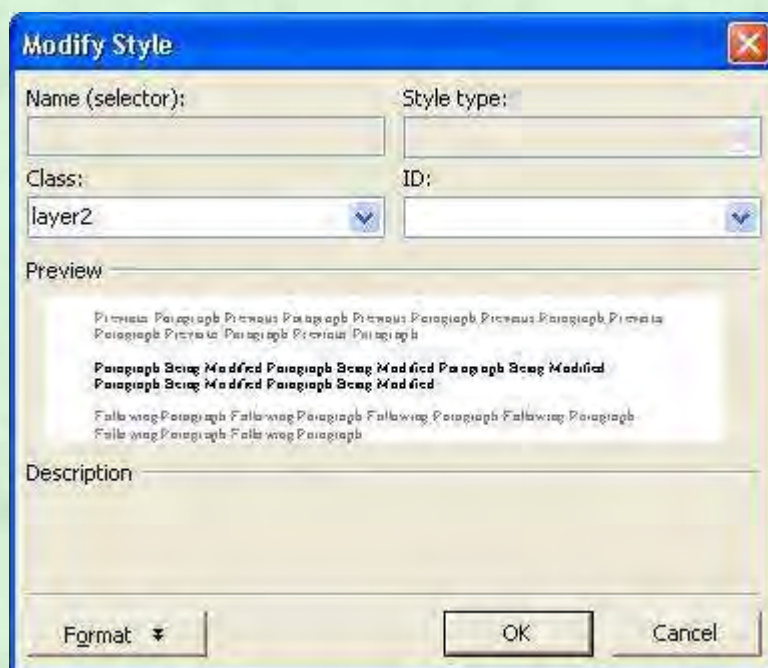 Modify Style
Name (selector):
Style type:
Class:
ID:
layer2
Preview
Previous Paragraph Previous Paragraph Previous Paragraph Previous Paragraph Previous
Paragraph Previous Paragraph Previous Paragraph
Paragraph Being Modified Paragraph Being Modified Paragraph Being Modified
Paragraph Being Modified Paragraph Being Modified
Following Paragraph Following Paragraph Following Paragraph Following Paragraph
Following Paragraph Following Paragraph
Description
Format
OK
Cancel